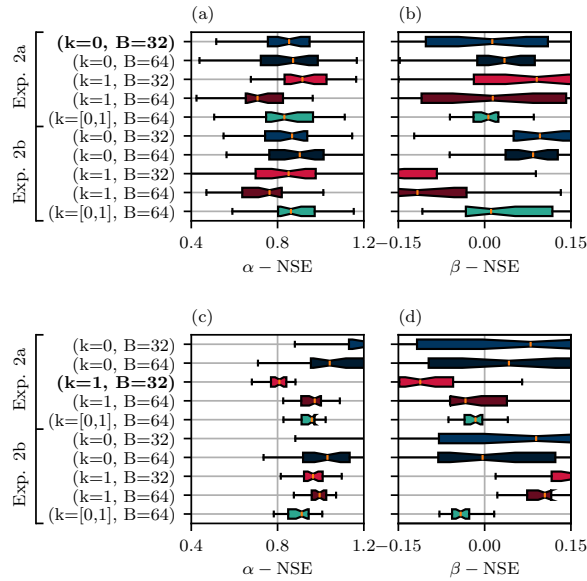 (a)
(b)
Exp. 2a
(k=0, B=32)
(k=0, B=64)
(k=1, B=32)
(k=1, B=64)
(k=[0,1], B=64)
Exp. 2b
(k=0, B=32)
(k=0, B=64)
(k=1, B=32)
(k=1, B=64)
(k=[0,1], B=64)
0.4 0.8 1.2
−0.15 0.00 0.15
α − NSE
β − NSE
(c)
(d)
Exp. 2a
(k=0, B=32)
(k=0, B=64)
(k=1, B=32)
(k=1, B=64)
(k=[0,1], B=64)
Exp. 2b
(k=0, B=32)
(k=0, B=64)
(k=1, B=32)
(k=1, B=64)
(k=[0,1], B=64)
0.4 0.8 1.2
−0.15 0.00 0.15
α − NSE
β − NSE